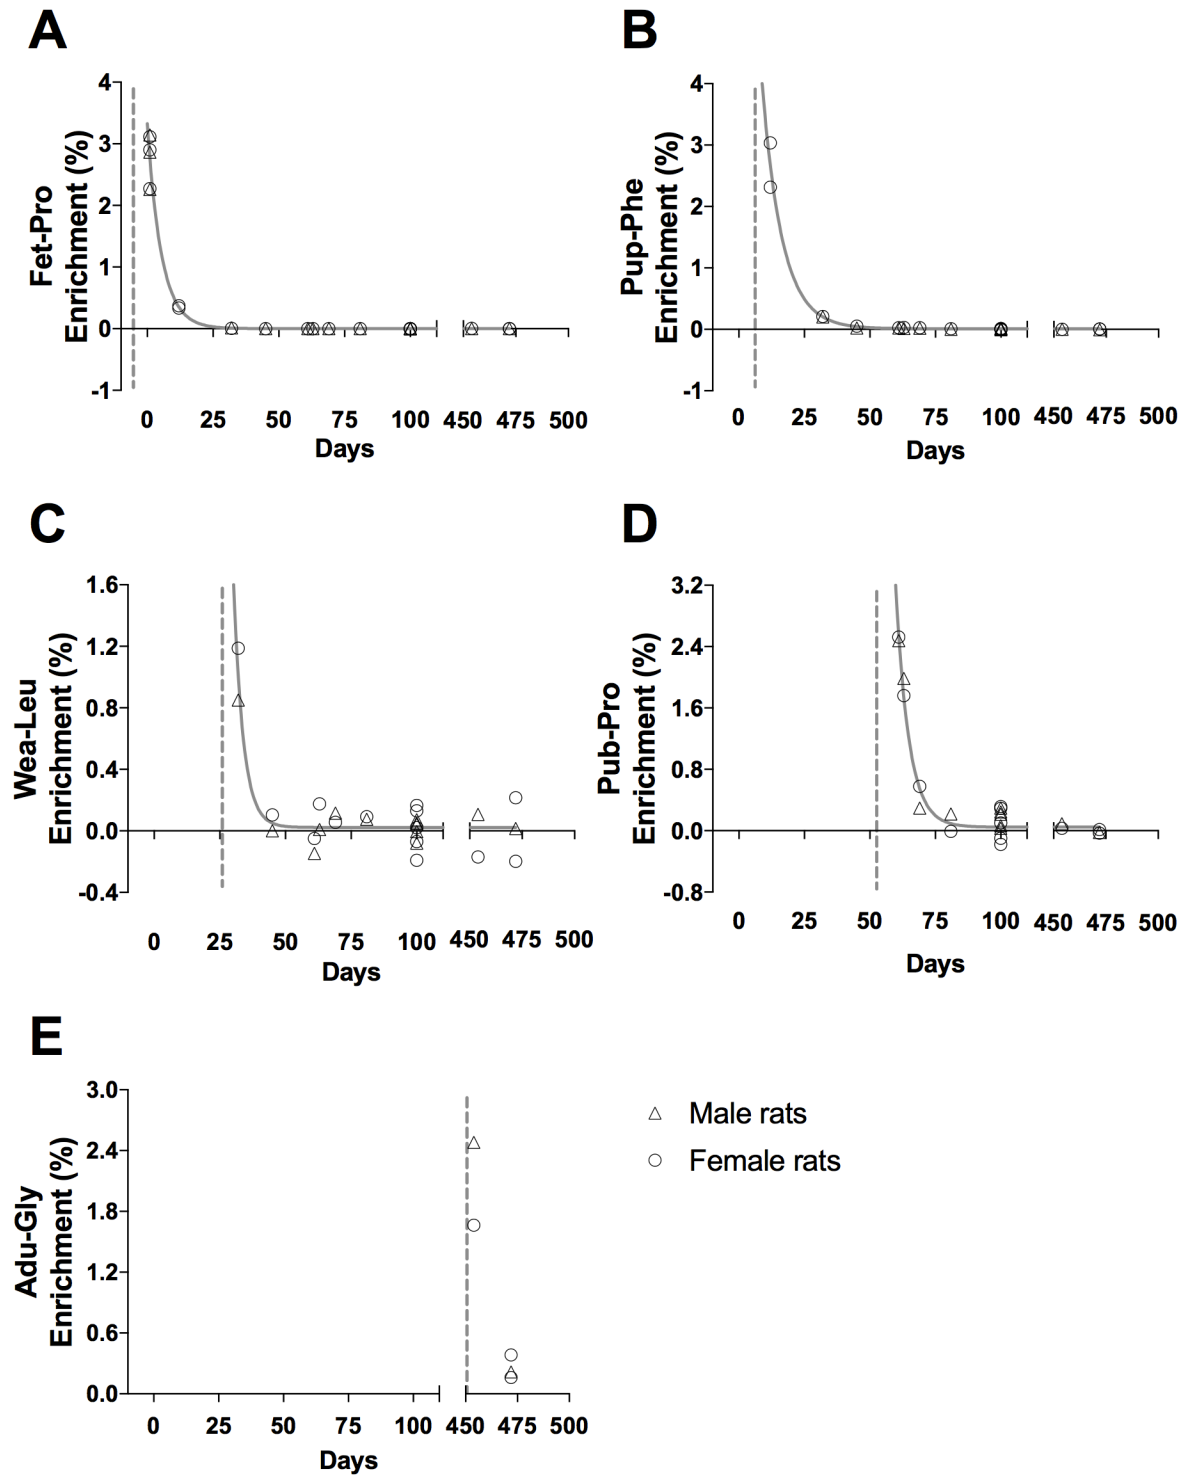 A
Fet-Pro
Enrichment (%)
4
3
2
1
0
-1
0 25 50 75 100 450 475 500
Days
B
Pup-Phe
Enrichment (%)
4
3
2
1
0
-1
0 25 50 75 100 450 475 500
Days
C
Wea-Leu
Enrichment (%)
1.6
1.2
0.8
0.4
0.0
-0.4
0 25 50 75 100 450 475 500
Days
D
Pub-Pro
Enrichment (%)
3.2
2.4
1.6
0.8
0.0
-0.8
0 25 50 75 100 450 475 500
Days
E
Adu-Gly
Enrichment (%)
3.0
2.4
1.8
1.2
0.6
0.0
0 25 50 75 100 450 475 500
Days
Male rats
Female rats